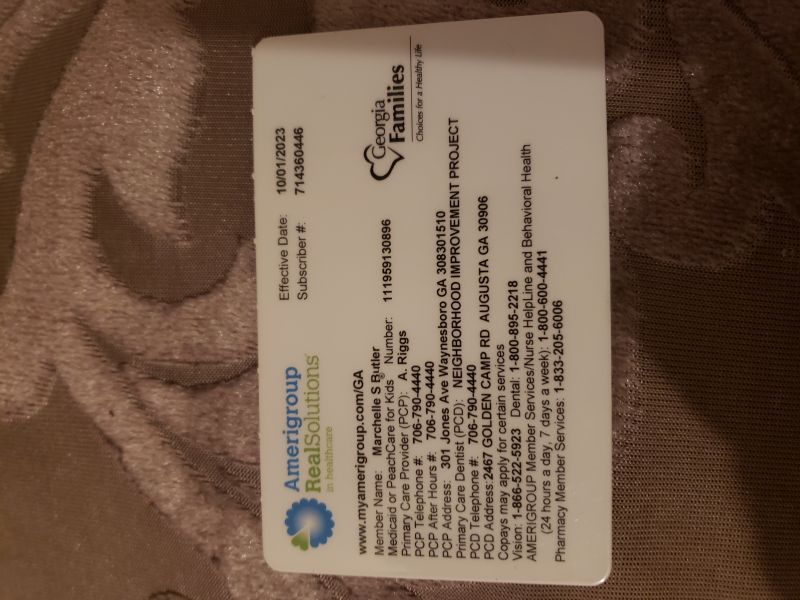 Amerigroup
RealSolutions
in healthcare
Effective Date: 10/01/2023
Subscriber #: 714360446
www.myamerigroup.com/GA
Member Name: Marchelle S Butler
Medicaid or PeachCare for Kids® Number: 111959130896
Primary Care Provider (PCP): A. Riggs
PCP Telephone #: 706-790-4440
PCP After Hours #: 706-790-4440
PCP Address: 301 Jones Ave Waynesboro GA 308301510
Primary Care Dentist (PCD): NEIGHBORHOOD IMPROVEMENT PROJECT
PCD Telephone #: 706-790-4440
PCD Address: 2467 GOLDEN CAMP RD AUGUSTA GA 30906
Copays may apply for certain services
Vision: 1-866-522-5923 Dental: 1-800-895-2218
AMERIGROUP Member Services/Nurse HelpLine and Behavioral Health
(24 hours a day, 7 days a week): 1-800-600-4441
Pharmacy Member Services: 1-833-205-6006
Georgia
Families
Choices for a Healthy Life